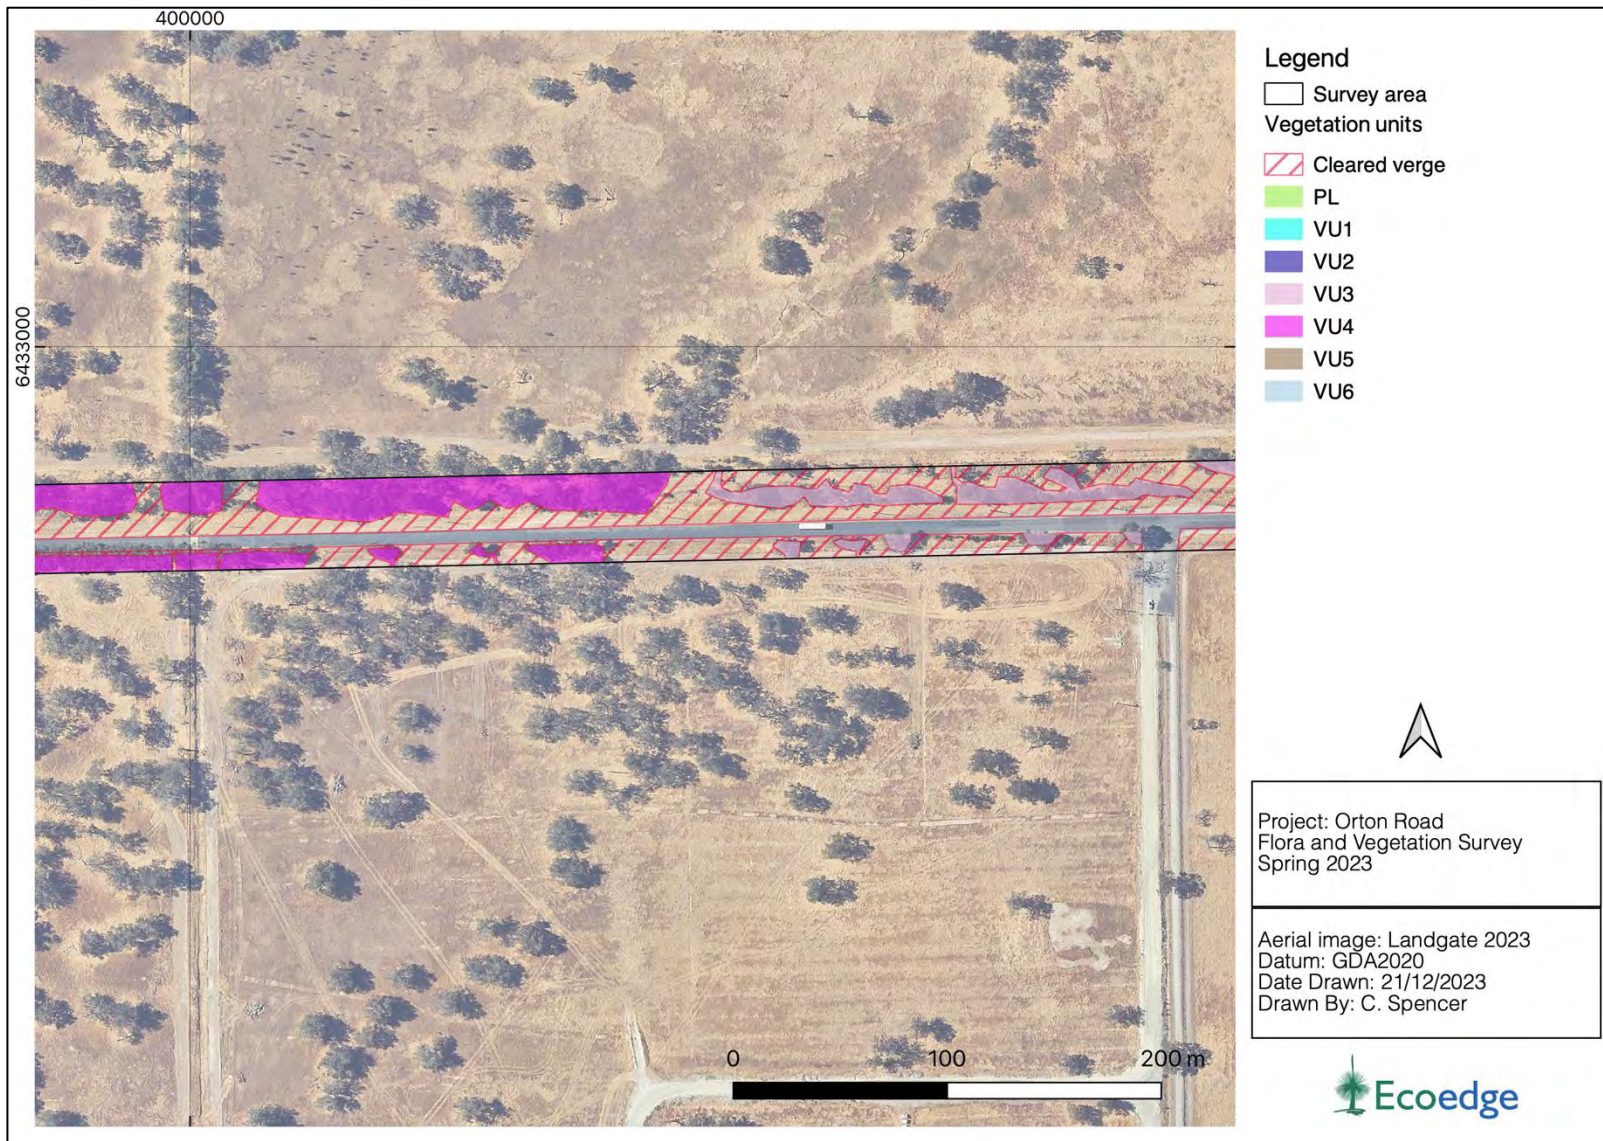 400000
6433000
Legend
Survey area
Vegetation units
Cleared verge
PL
VU1
VU2
VU3
VU4
VU5
VU6
Project: Orton Road
Flora and Vegetation Survey
Spring 2023
Aerial image: Landgate 2023
Datum: GDA2020
Date Drawn: 21/12/2023
Drawn By: C. Spencer
0 100 200 m
Ecoedge